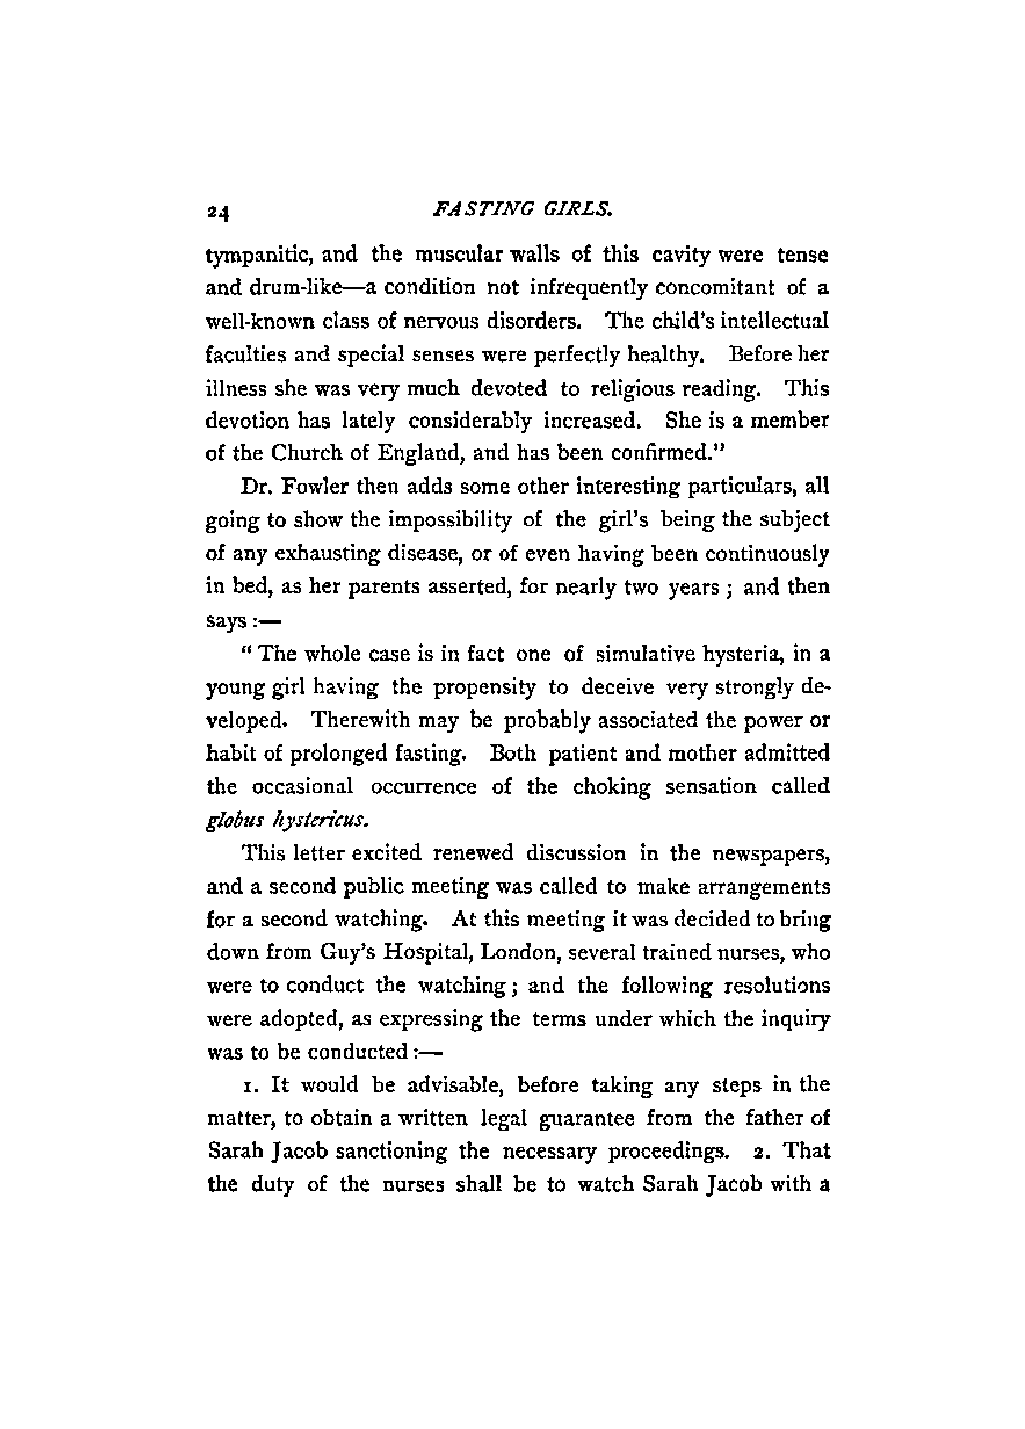 24 FASTING GIRLS.
tympanitic, and the muscular walls of this cavity were tense
and drum-like—a condition not infrequently concomitant of a
well-known class of nervous disorders. The child's intellectual
faculties and special senses were perfectly healthy. Before her
illness she was very much devoted to religious reading. This
devotion has lately considerably increased. She is a member
of the Church of England, and has been confirmed."
Dr. Fowler then adds some other interesting particulars, all
going to show the impossibility of the girl's being the subject
of any exhausting disease, or of even having been continuously
in bed, as her parents asserted, for nearly two years ; and then
says :—
" The whole case is in fact one of simulative hysteria, in a
young girl having the propensity to deceive very strongly de-
veloped. Therewith may be probably associated the power or
habit of prolonged fasting. Both patient and mother admitted
the occasional occurrence of the choking sensation called
globus hystericus.
This letter excited renewed discussion in the newspapers,
and a second public meeting was called to make arrangements
for a second watching. At this meeting it was decided to bring
down from Guy's Hospital, London, several trained nurses, who
were to conduct the watching ; and the following resolutions
were adopted, as expressing the terms under which the inquiry
was to be conducted :—
1. It would be advisable, before taking any steps in the
matter, to obtain a written legal guarantee from the father of
Sarah Jacob sanctioning the necessary proceedings. 2. That
the duty of the nurses shall be to watch Sarah Jacob with a